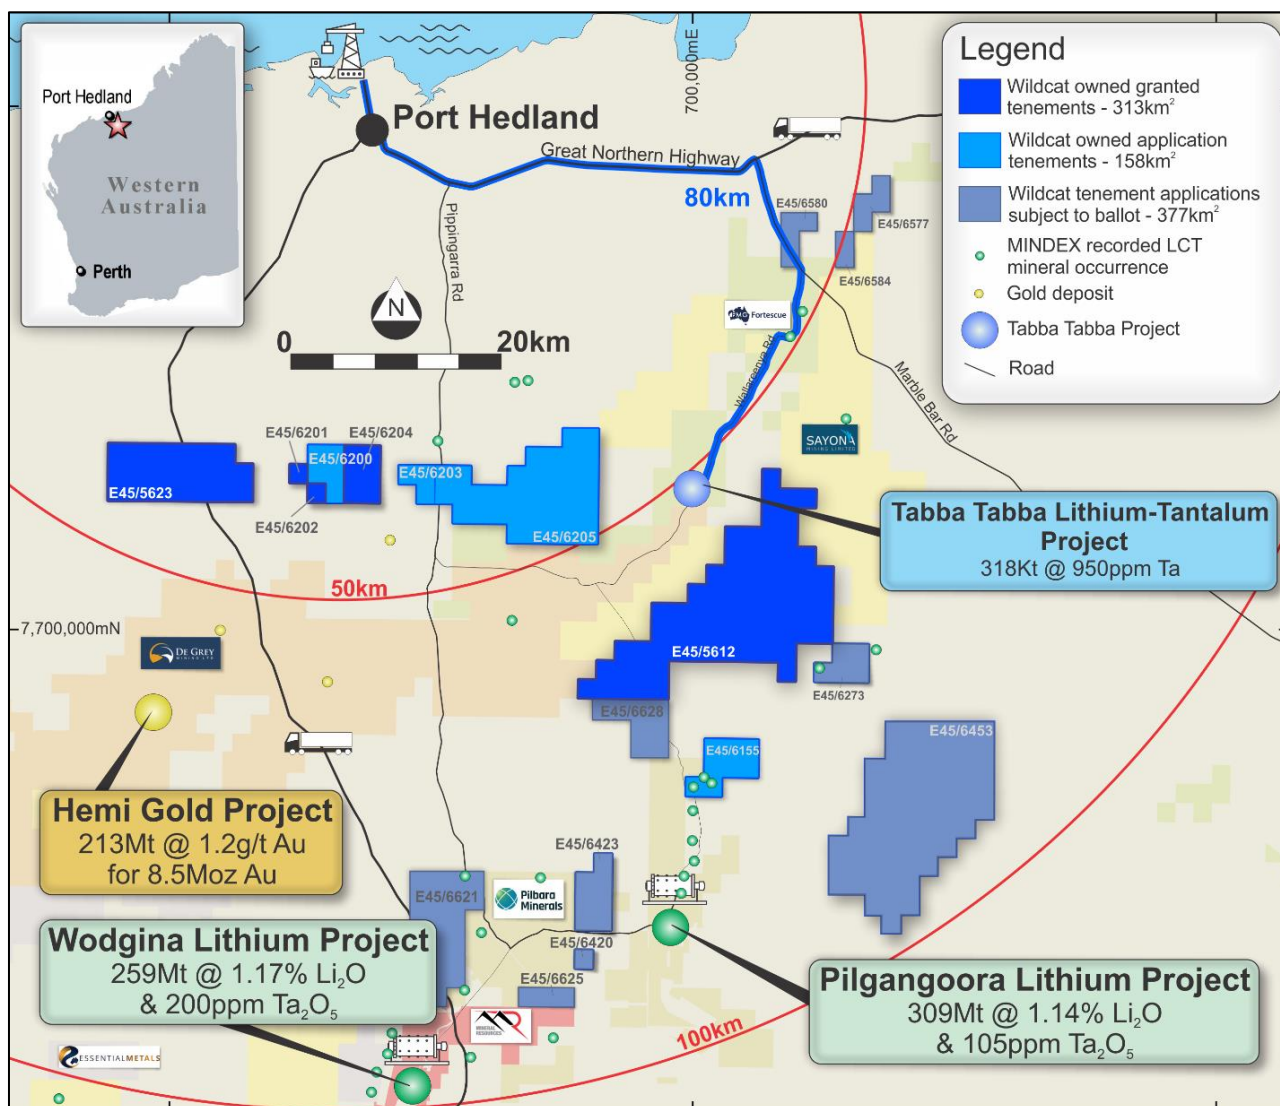 Port Hedland
Western
Australia
Perth
Port Hedland
700,000mE
Great Northern Highway
80km
Pippingarra Rd
N
0
20km
Legend
Wildcat owned granted
tenements - 313km²
Wildcat owned application
tenements - 158km²
Wildcat tenement applications
subject to ballot - 377km²
MINDEX recorded LCT
mineral occurrence
Gold deposit
Tabba Tabba Project
Road
E45/6580
E45/6577
E45/6584
Fortescue
Wallareenya Rd
Marble Bar Rd
SAYONA
MINING LIMITED
E45/6201
E45/6204
E45/6200
E45/6203
E45/5623
E45/6202
E45/6205
Tabba Tabba Lithium-Tantalum
Project
318Kt @ 950ppm Ta
50km
7,700,000mN
DE GREY
MINING LTD
E45/5612
E45/6273
E45/6628
E45/6453
E45/6155
Hemi Gold Project
213Mt @ 1.2g/t Au
for 8.5Moz Au
E45/6423
E45/6621
Pilbara
Minerals
E45/6420
E45/6625
Wodgina Lithium Project
259Mt @ 1.17% Li₂O
& 200ppm Ta₂O₅
Pilgangoora Lithium Project
309Mt @ 1.14% Li₂O
& 105ppm Ta₂O₅
MINERAL RESOURCES
100km
ESSENTIALMETALS